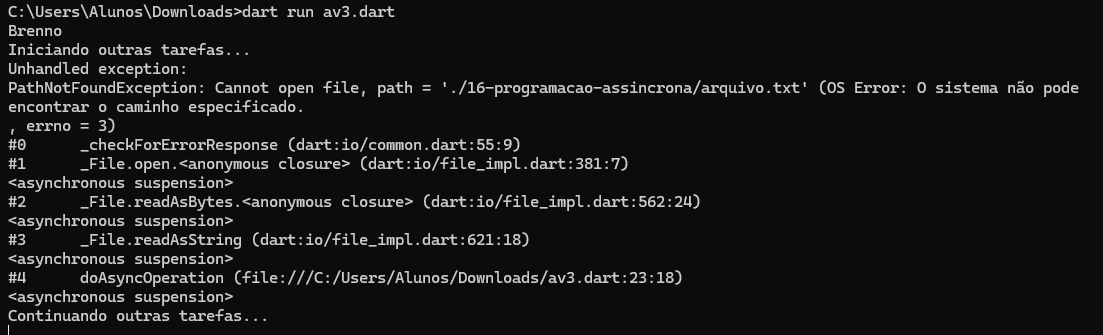 C:\Users\Alunos\Downloads>dart run av3.dart
Brenno
Iniciando outras tarefas...
Unhandled exception:
PathNotFoundException: Cannot open file, path = './16-programacao-assincrona/arquivo.txt' (OS Error: O sistema não pode
encontrar o caminho especificado.
, errno = 3)
#0      _checkForErrorResponse (dart:io/common.dart:55:9)
#1      _File.open.<anonymous closure> (dart:io/file_impl.dart:381:7)
<asynchronous suspension>
#2      _File.readAsBytes.<anonymous closure> (dart:io/file_impl.dart:562:24)
<asynchronous suspension>
#3      _File.readAsString (dart:io/file_impl.dart:621:18)
<asynchronous suspension>
#4      doAsyncOperation (file:///C:/Users/Alunos/Downloads/av3.dart:23:18)
<asynchronous suspension>
Continuando outras tarefas...